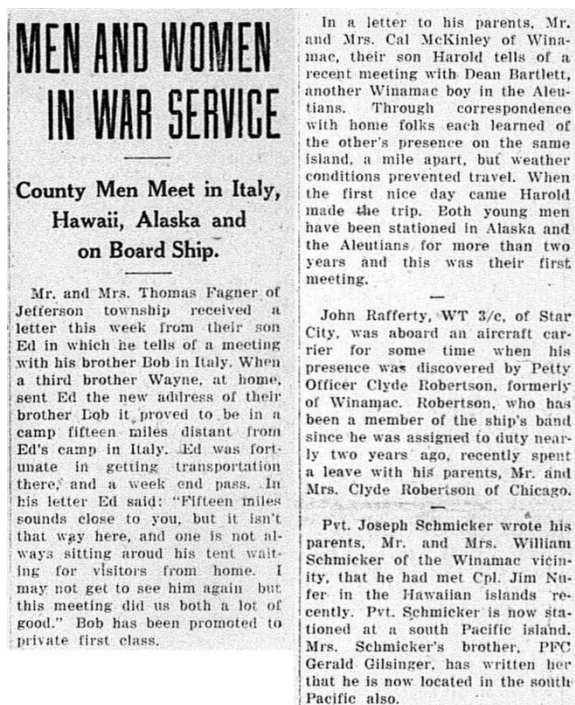 MEN AND WOMEN
IN WAR SERVICE
County Men Meet in Italy,
Hawaii, Alaska and
on Board Ship.
Mr. and Mrs. Thomas Fagner of
Jefferson township received a
letter this week from their son
Ed in which he tells of a meeting
with his brother Bob in Italy. When
a third brother Wayne, at home,
sent Ed the new address of their
brother Bob it proved to be in a
camp fifteen miles distant from
Ed's camp in Italy. Ed was fort-
unate in getting transportation
there, and a week end pass. In
his letter Ed said: "Fifteen miles
sounds close to you, but it isn't
that way here, and one is not al-
ways sitting aroud his tent wait-
ing for visitors from home. I
may not get to see him again but
this meeting did us both a lot of
good." Bob has been promoted to
private first class.
In a letter to his parents, Mr.
and Mrs. Cal McKinley of Wina-
mac, their son Harold tells of a
recent meeting with Dean Bartlett,
another Winamac boy in the Aleu-
tians. Through correspondence
with home folks each learned of
the other's presence on the same
island, a mile apart, but weather
conditions prevented travel. When
the first nice day came Harold
made the trip. Both young men
have been stationed in Alaska and
the Aleutians for more than two
years and this was their first
meeting.
John Rafferty, WT 3/c, of Star
City, was aboard an aircraft car-
rier for some time when his
presence was discovered by Petty
Officer Clyde Robertson, formerly
of Winamac. Robertson, who has
been a member of the ship's band
since he was assigned to duty near-
ly two years ago, recently spent
a leave with his parents, Mr. and
Mrs. Clyde Robertson of Chicago.
Pvt. Joseph Schmicker wrote his
parents, Mr. and Mrs. William
Schmicker of the Winamac vicin-
ity, that he had met Cpl. Jim Nu-
fer in the Hawaiian islands re-
cently. Pvt. Schmicker is now sta-
tioned at a south Pacific island.
Mrs. Schmicker's brother, PFC
Gerald Gilsinger, has written her
that he is now located in the south
Pacific also.